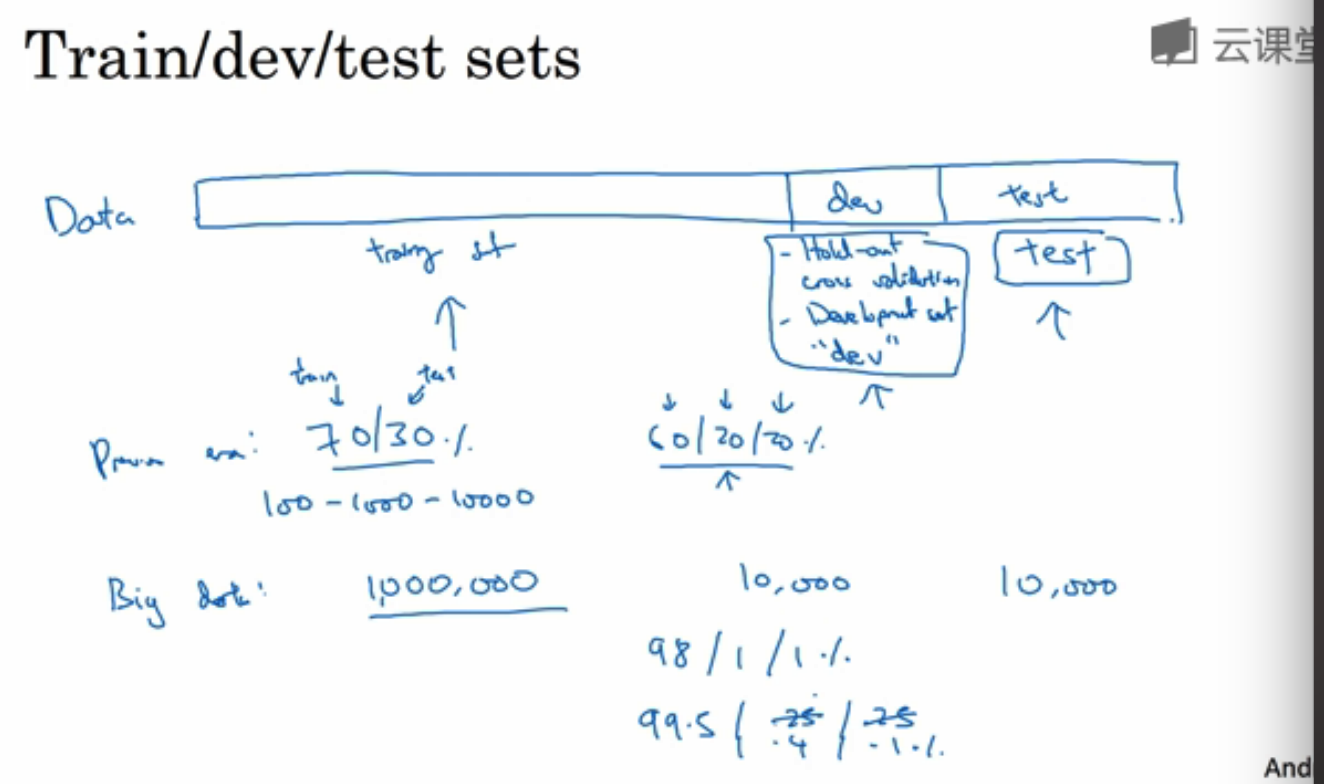 Train/dev/test sets
云课堂
Data
dev
test
training set
- Hold-out
cross validation
- Development set
"dev"
test
train
test
Previous era:
70/30 %
60/20/20 %
100 - 1000 - 10000
Big data:
1,000,000
10,000
10,000
98 / 1 / 1 %
99.5 / .25 / .25
.4 .1 %
And